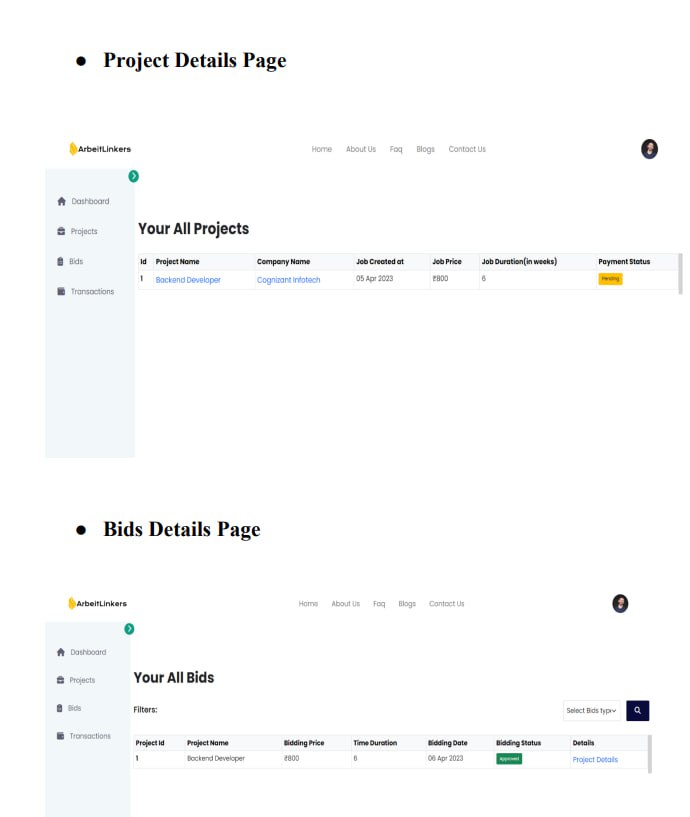 ● Project Details Page
ArbeitLinkers Home About Us Faq Blogs Contact Us
Dashboard
Projects
Bids
Transactions
Your All Projects
Id Project Name Company Name Job Created at Job Price Job Duration(in weeks) Payment Status
1 Backend Developer Cognizant Infotech 05 Apr 2023 ₹800 6 Pending
● Bids Details Page
ArbeitLinkers Home About Us Faq Blogs Contact Us
Dashboard
Projects
Bids
Transactions
Your All Bids
Filters: Select Bids type
Project Id Project Name Bidding Price Time Duration Bidding Date Bidding Status Details
1 Backend Developer ₹800 6 06 Apr 2023 Approved Project Details